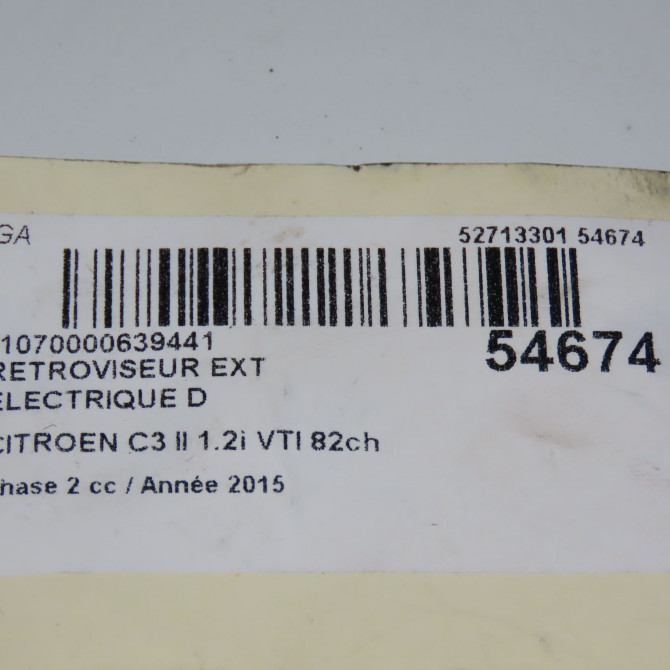 GA
52713301 54674
1070000639441
54674
RETROVISEUR EXT
ELECTRIQUE D
CITROEN C3 II 1.2i VTI 82ch
hase 2 cc / Année 2015